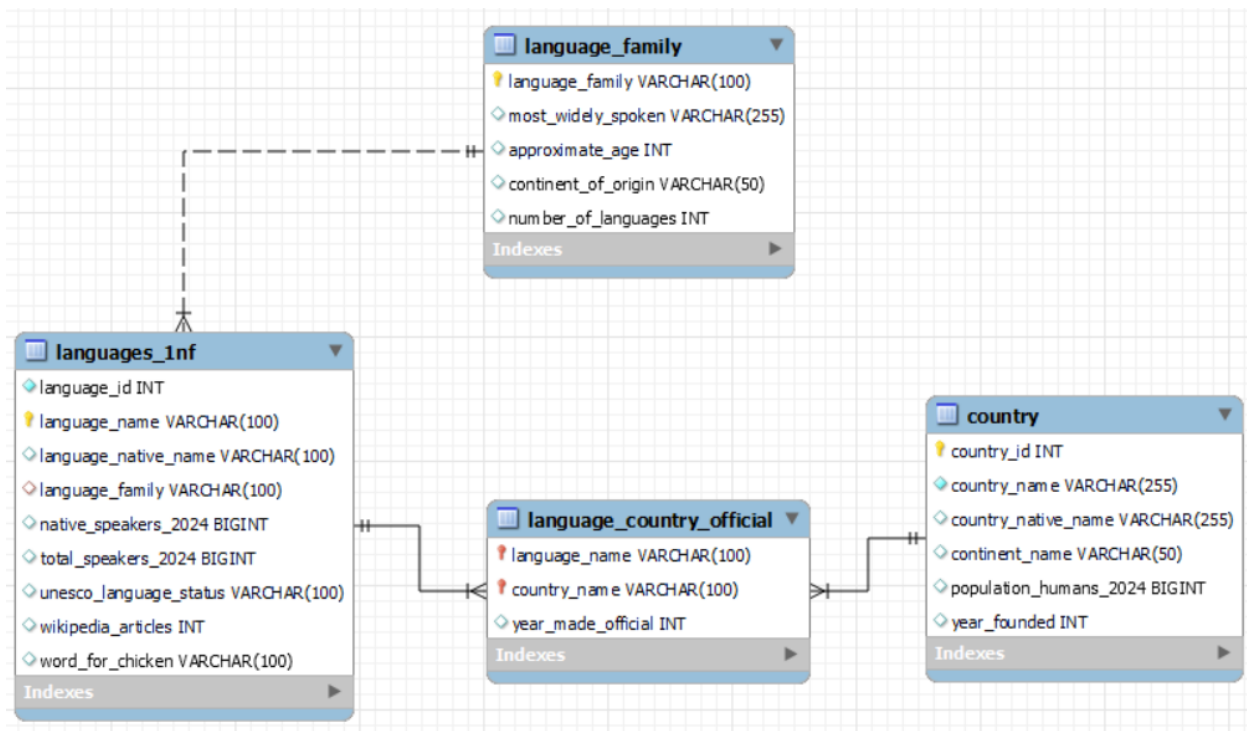 language_family
language_family VARCHAR(100)
most_widely_spoken VARCHAR(255)
approximate_age INT
continent_of_origin VARCHAR(50)
number_of_languages INT
Indexes
languages_1nf
language_id INT
language_name VARCHAR(100)
language_native_name VARCHAR(100)
language_family VARCHAR(100)
native_speakers_2024 BIGINT
total_speakers_2024 BIGINT
unesco_language_status VARCHAR(100)
wikipedia_articles INT
word_for_chicken VARCHAR(100)
Indexes
language_country_official
language_name VARCHAR(100)
country_name VARCHAR(100)
year_made_official INT
Indexes
country
country_id INT
country_name VARCHAR(255)
country_native_name VARCHAR(255)
continent_name VARCHAR(50)
population_humans_2024 BIGINT
year_founded INT
Indexes